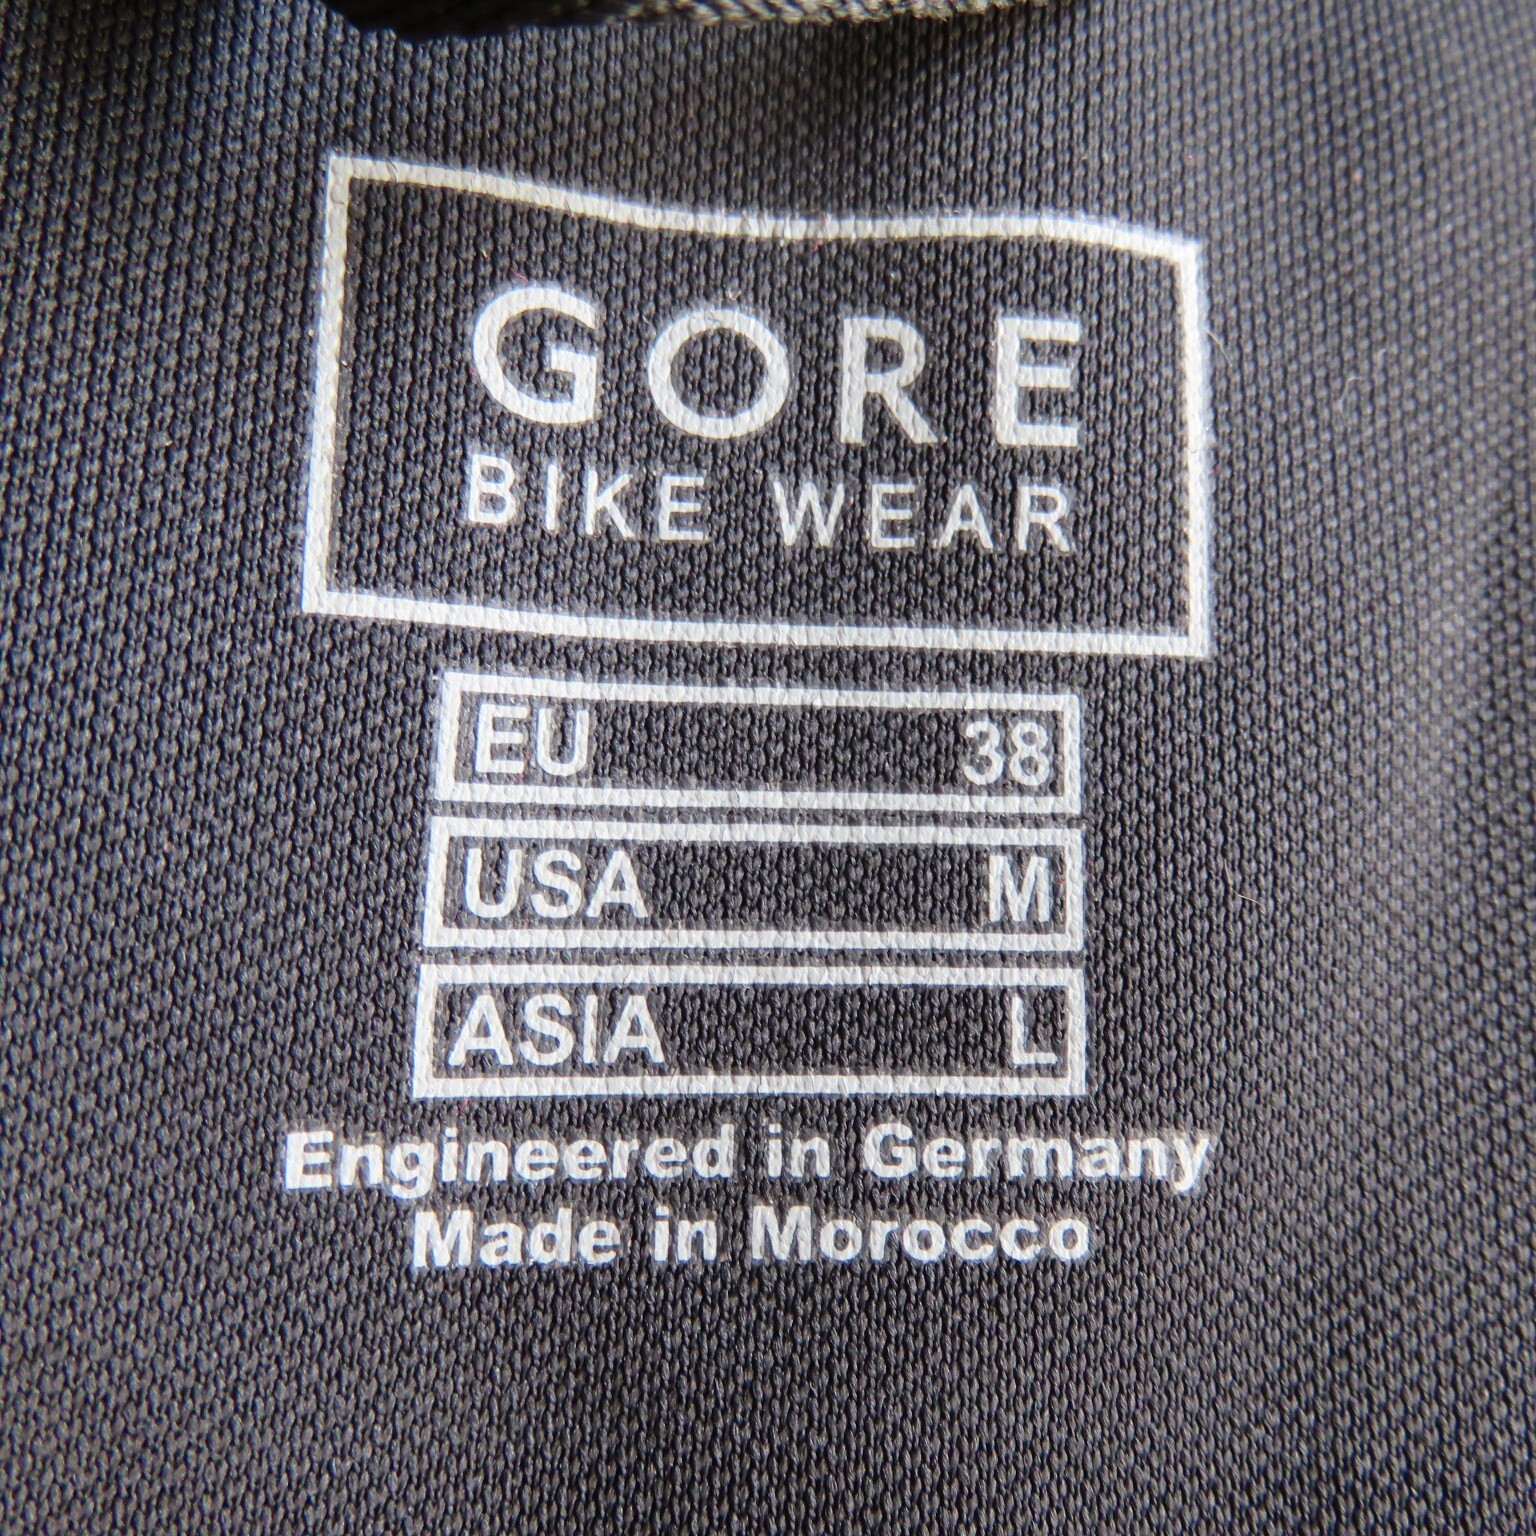 GORE
BIKE WEAR
EU 38
USA M
ASIA L
Engineered in Germany
Made in Morocco